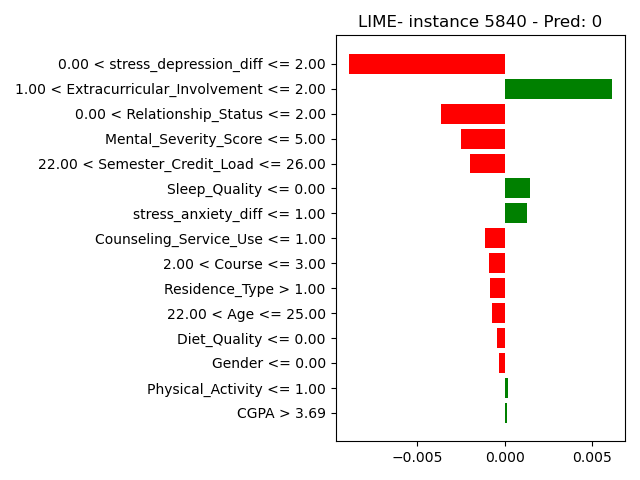 LIME- instance 5840 - Pred: 0
0.00 < stress_depression_diff <= 2.00
1.00 < Extracurricular_Involvement <= 2.00
0.00 < Relationship_Status <= 2.00
Mental_Severity_Score <= 5.00
22.00 < Semester_Credit_Load <= 26.00
Sleep_Quality <= 0.00
stress_anxiety_diff <= 1.00
Counseling_Service_Use <= 1.00
2.00 < Course <= 3.00
Residence_Type > 1.00
22.00 < Age <= 25.00
Diet_Quality <= 0.00
Gender <= 0.00
Physical_Activity <= 1.00
CGPA > 3.69
−0.005 0.000 0.005